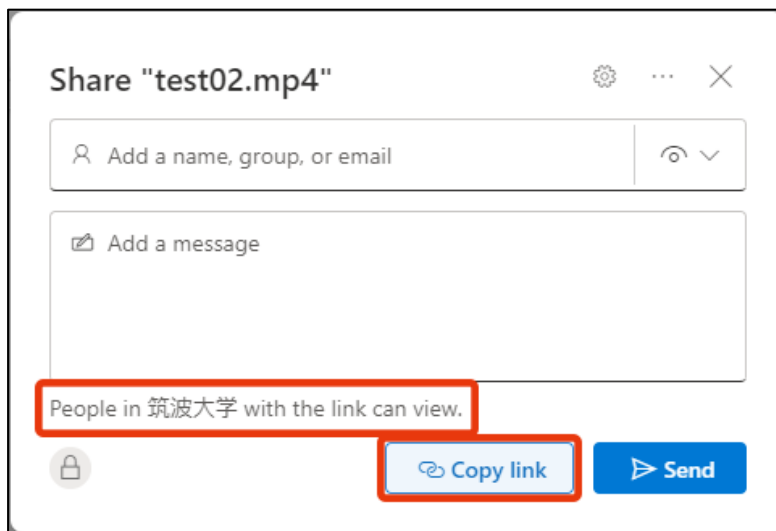 Share "test02.mp4"
Add a name, group, or email
Add a message
People in 筑波大学 with the link can view.
Copy link
Send